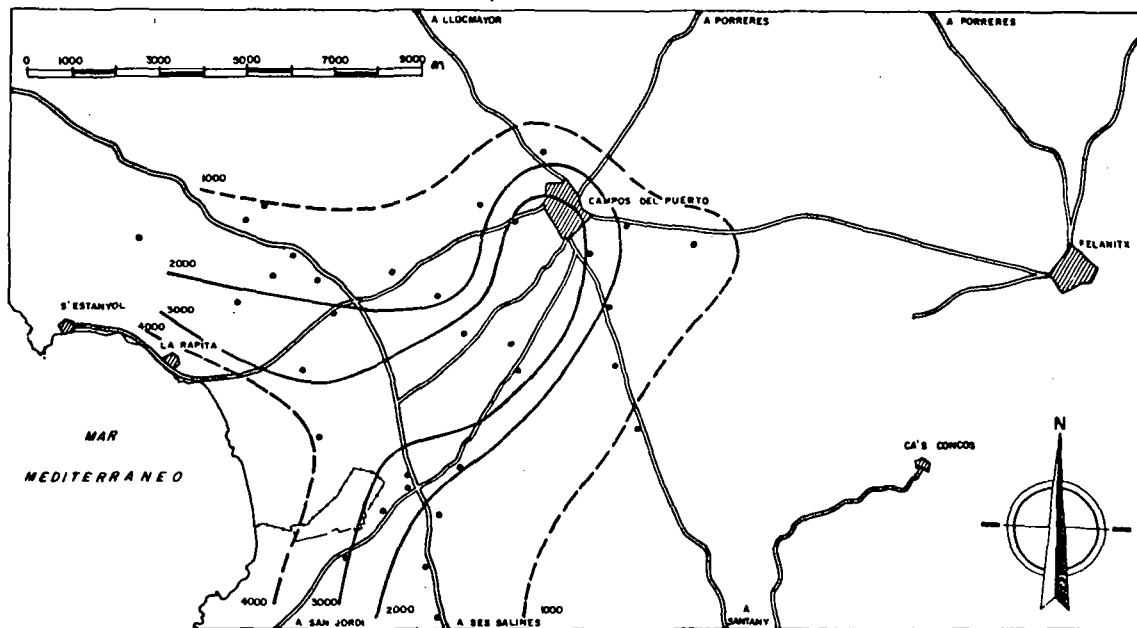 A LLUCMAYOR
A PORRERES
A PORRERES
0 1000 3000 5000 7000 9000 m
1000
CAMPOS DEL PUERTO
FELANITX
2000
S'ESTANYOL
3000
4000
LA RAPITA
MAR
MEDITERRANEO
N
CA'S CONCOS
4000
3000
2000
1000
A SAN JORDI
A SES SALINES
A
SANTANY